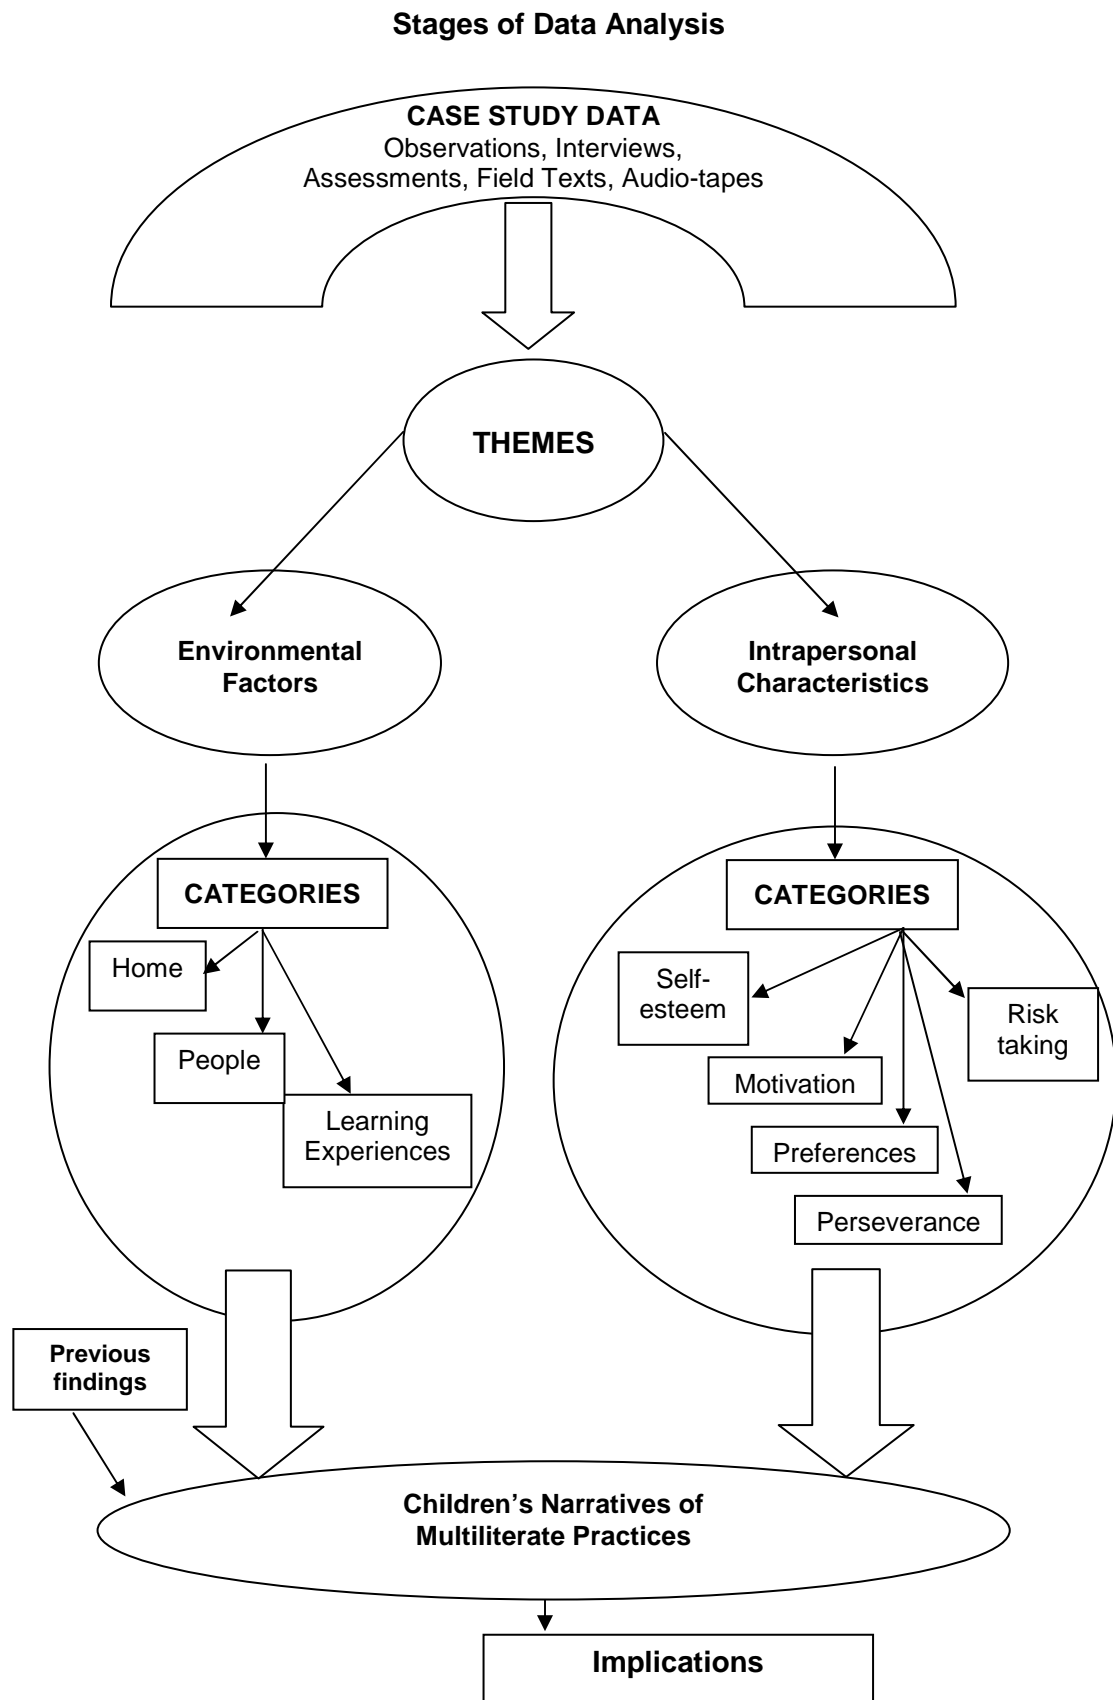 Stages of Data Analysis
CASE STUDY DATA
Observations, Interviews,
Assessments, Field Texts, Audio-tapes
THEMES
Environmental
Factors
Intrapersonal
Characteristics
CATEGORIES
Home
People
Learning
Experiences
CATEGORIES
Self-
esteem
Risk
taking
Motivation
Preferences
Perseverance
Previous
findings
Children’s Narratives of
Multiliterate Practices
Implications